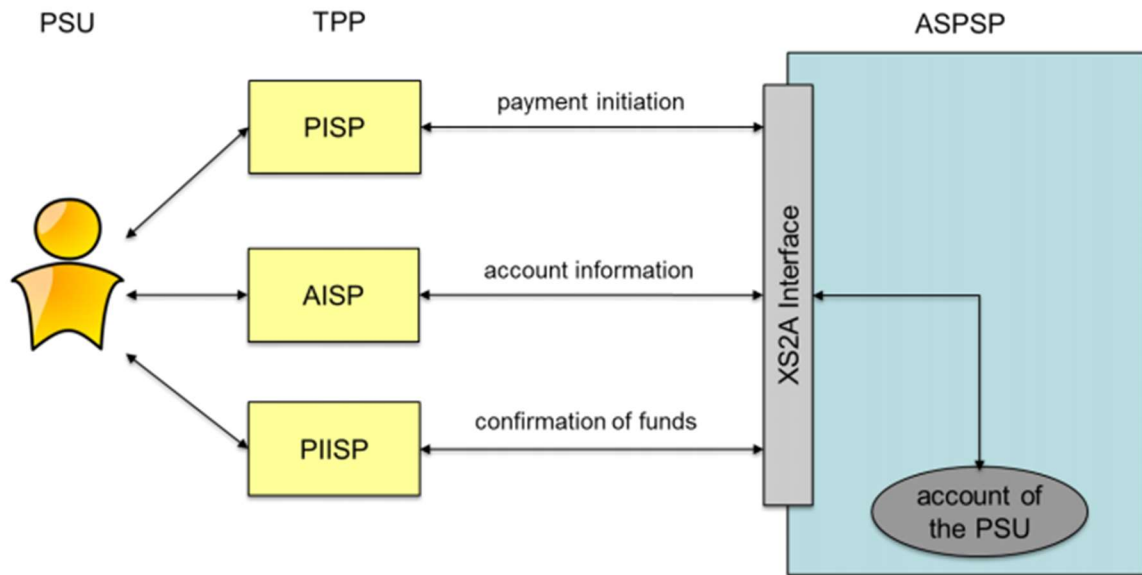 PSU
TPP
ASPSP
PISP
payment initiation
AISP
account information
PIISP
confirmation of funds
XS2A Interface
account of
the PSU